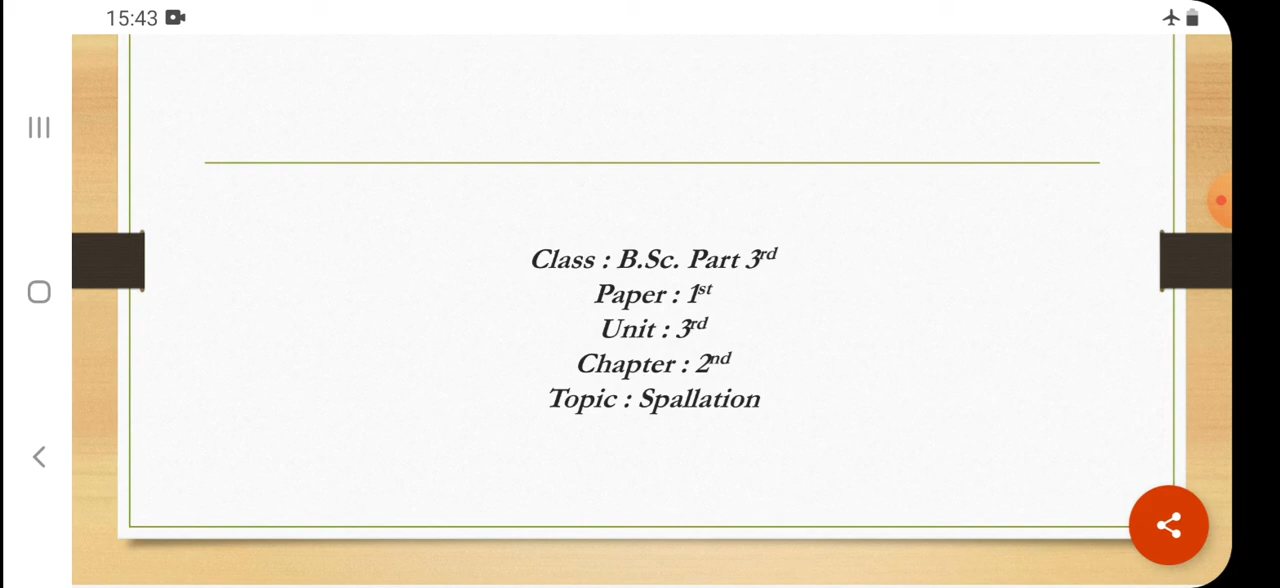 15:43
Class : B.Sc. Part 3rd
Paper : 1st
Unit : 3rd
Chapter : 2nd
Topic : Spallation